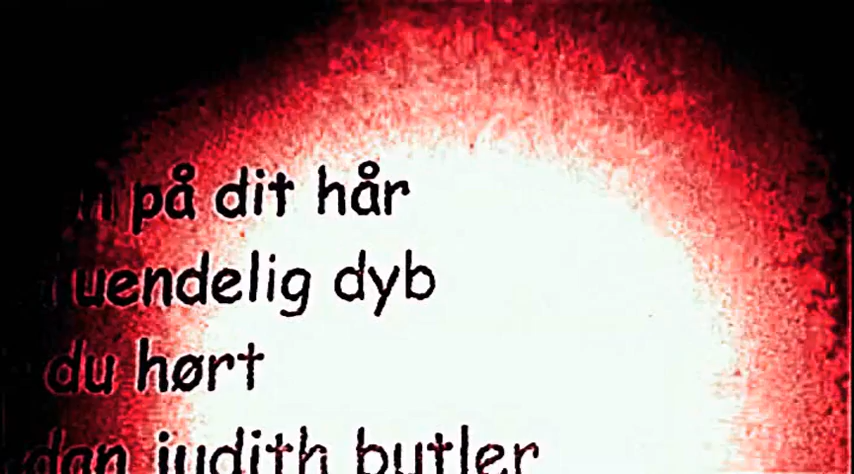 på dit hår
uendelig dyb
du hørt
judith butler